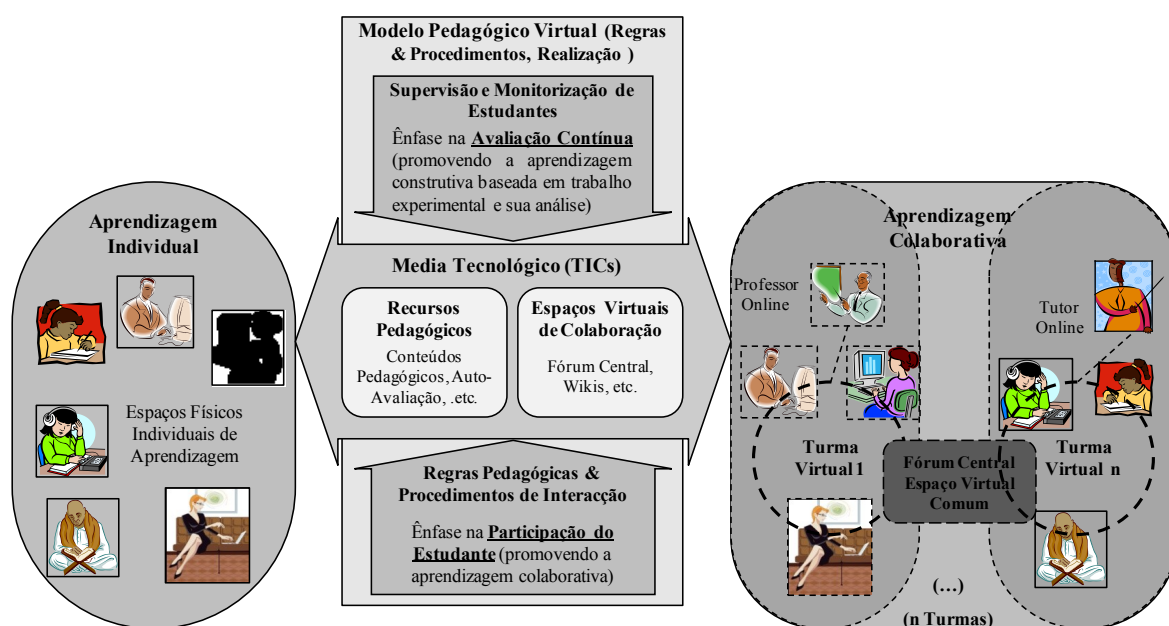 Modelo Pedagógico Virtual (Regras
& Procedimentos, Realização )
Supervisão e Monitorização de
Estudantes
Ênfase na Avaliação Contínua
(promovendo a aprendizagem
construtiva baseada em trabalho
experimental e sua análise)
Aprendizagem
Individual
Espaços Físicos
Individuais de
Aprendizagem
Media Tecnológico (TICs)
Recursos
Pedagógicos
Conteúdos
Pedagógicos, Auto-
Avaliação, .etc.
Espaços Virtuais
de Colaboração
Fórum Central,
Wikis, etc.
Regras Pedagógicas &
Procedimentos de Interacção
Ênfase na Participação do
Estudante (promovendo a
aprendizagem colaborativa)
Aprendizagem
Colaborativa
Professor
Online
Tutor
Online
Turma
Virtual 1
Fórum Central
Espaço Virtual
Comum
Turma
Virtual n
(…)
(n Turmas)